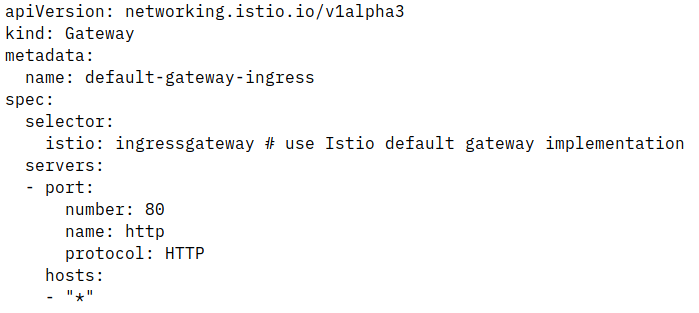 apiVersion: networking.istio.io/v1alpha3
kind: Gateway
metadata:
  name: default-gateway-ingress
spec:
  selector:
    istio: ingressgateway # use Istio default gateway implementation
  servers:
  - port:
      number: 80
      name: http
      protocol: HTTP
    hosts:
    - "*"